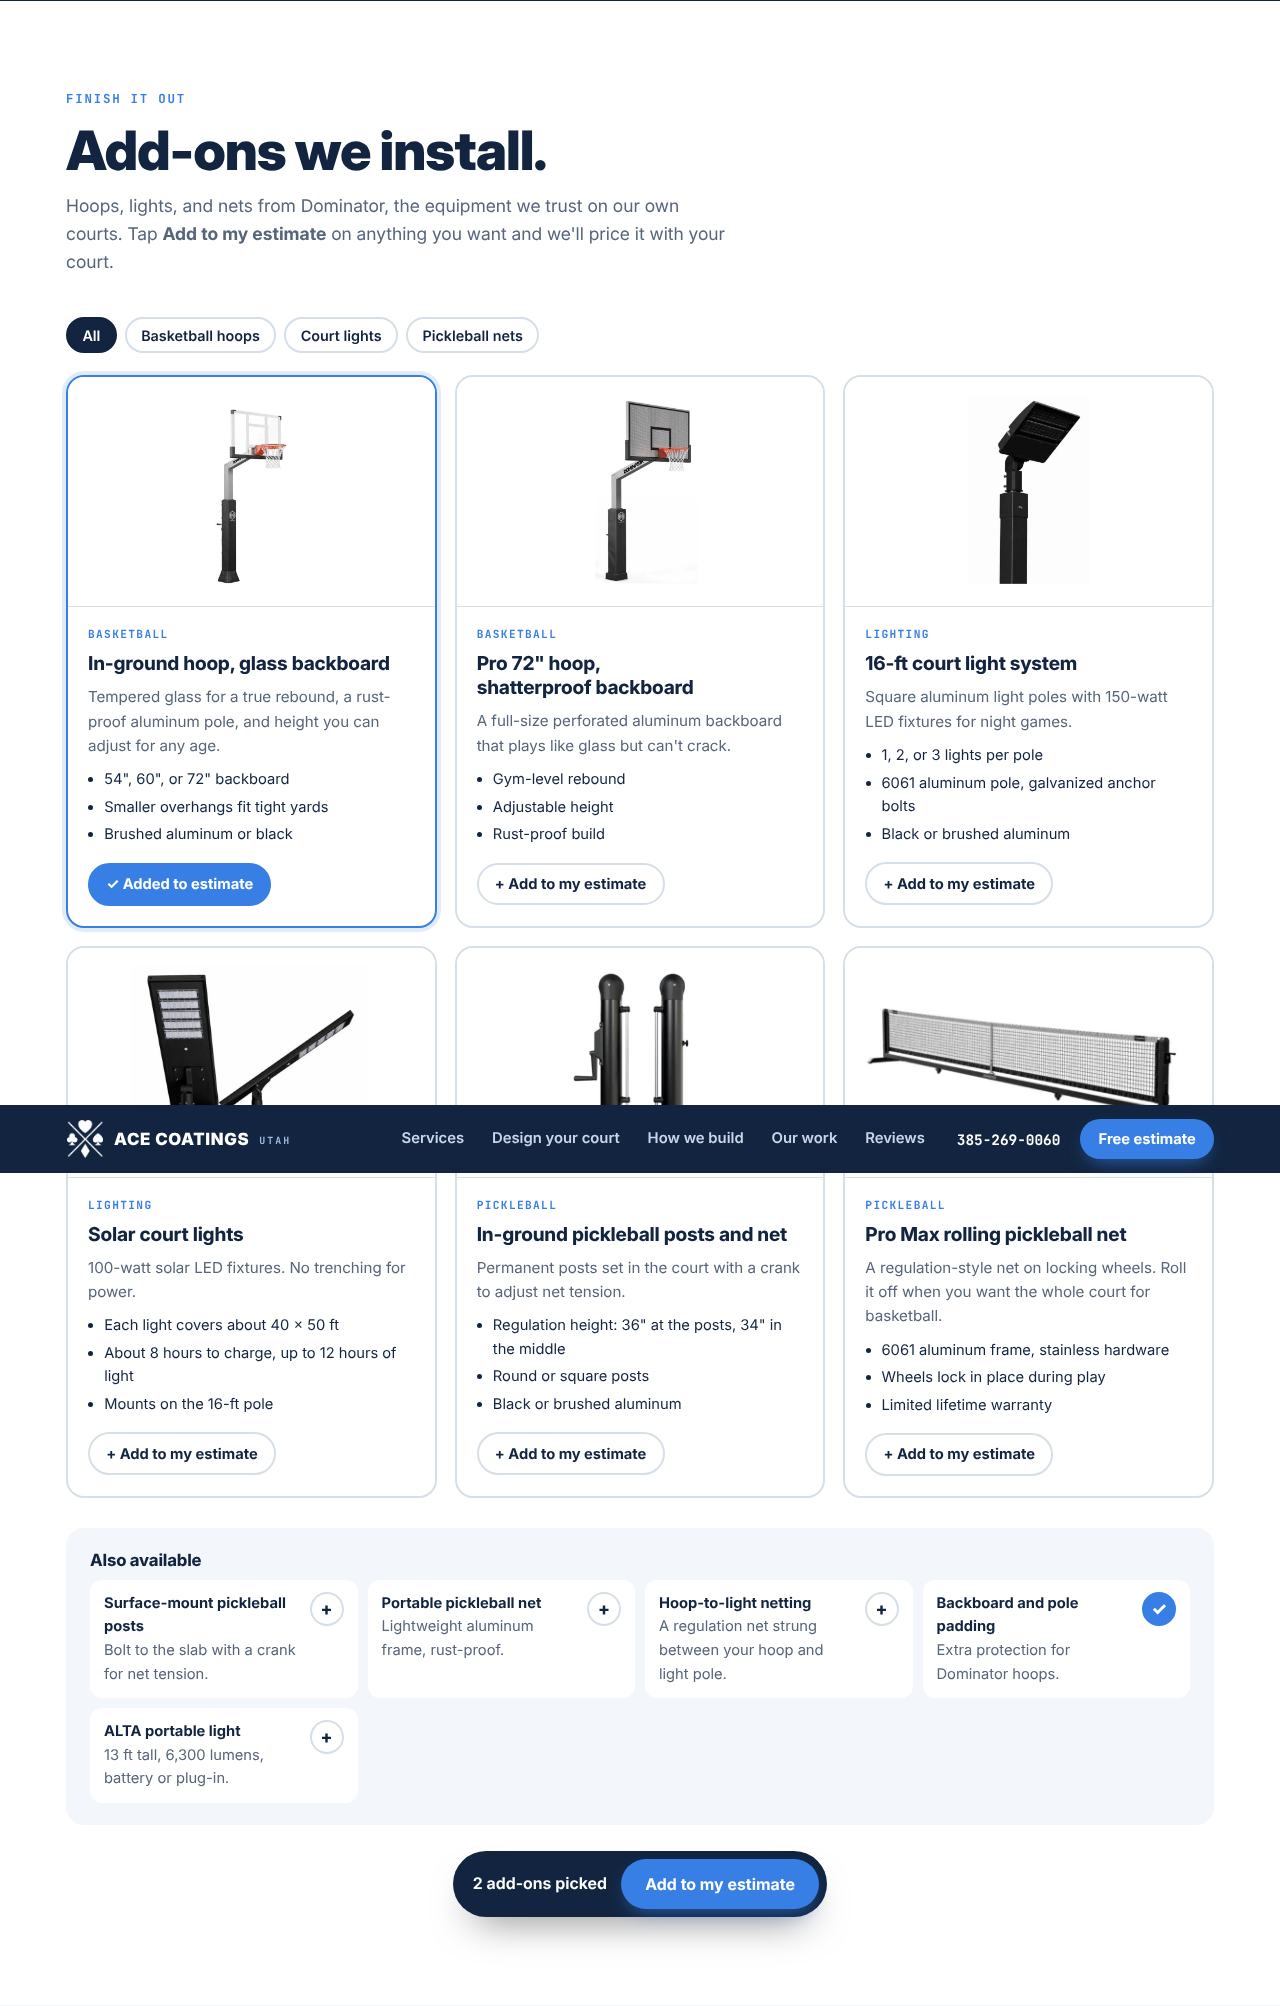 FINISH IT OUT
Add-ons we install.
Hoops, lights, and nets from Dominator, the equipment we trust on our own
courts. Tap Add to my estimate on anything you want and we'll price it with your
court.
All
Basketball hoops
Court lights
Pickleball nets
BASKETBALL
In-ground hoop, glass backboard
Tempered glass for a true rebound, a rust-
proof aluminum pole, and height you can
adjust for any age.
• 54", 60", or 72" backboard
• Smaller overhangs fit tight yards
• Brushed aluminum or black
✓ Added to estimate
BASKETBALL
Pro 72" hoop,
shatterproof backboard
A full-size perforated aluminum backboard
that plays like glass but can't crack.
• Gym-level rebound
• Adjustable height
• Rust-proof build
+ Add to my estimate
LIGHTING
16-ft court light system
Square aluminum light poles with 150-watt
LED fixtures for night games.
• 1, 2, or 3 lights per pole
• 6061 aluminum pole, galvanized anchor
bolts
• Black or brushed aluminum
+ Add to my estimate
ACE COATINGS UTAH
Services
Design your court
How we build
Our work
Reviews
385-269-0060
Free estimate
LIGHTING
Solar court lights
100-watt solar LED fixtures. No trenching for
power.
• Each light covers about 40 × 50 ft
• About 8 hours to charge, up to 12 hours of
light
• Mounts on the 16-ft pole
+ Add to my estimate
PICKLEBALL
In-ground pickleball posts and net
Permanent posts set in the court with a crank
to adjust net tension.
• Regulation height: 36" at the posts, 34" in
the middle
• Round or square posts
• Black or brushed aluminum
+ Add to my estimate
PICKLEBALL
Pro Max rolling pickleball net
A regulation-style net on locking wheels. Roll
it off when you want the whole court for
basketball.
• 6061 aluminum frame, stainless hardware
• Wheels lock in place during play
• Limited lifetime warranty
+ Add to my estimate
Also available
Surface-mount pickleball
posts
Bolt to the slab with a crank
for net tension.
+
Portable pickleball net
Lightweight aluminum
frame, rust-proof.
+
Hoop-to-light netting
A regulation net strung
between your hoop and
light pole.
+
Backboard and pole
padding
Extra protection for
Dominator hoops.
✓
ALTA portable light
13 ft tall, 6,300 lumens,
battery or plug-in.
+
2 add-ons picked
Add to my estimate